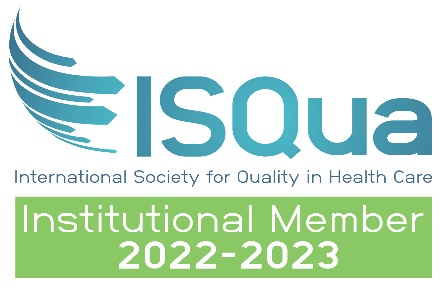 ISQua
International Society for Quality in Health Care
Institutional Member
2022-2023